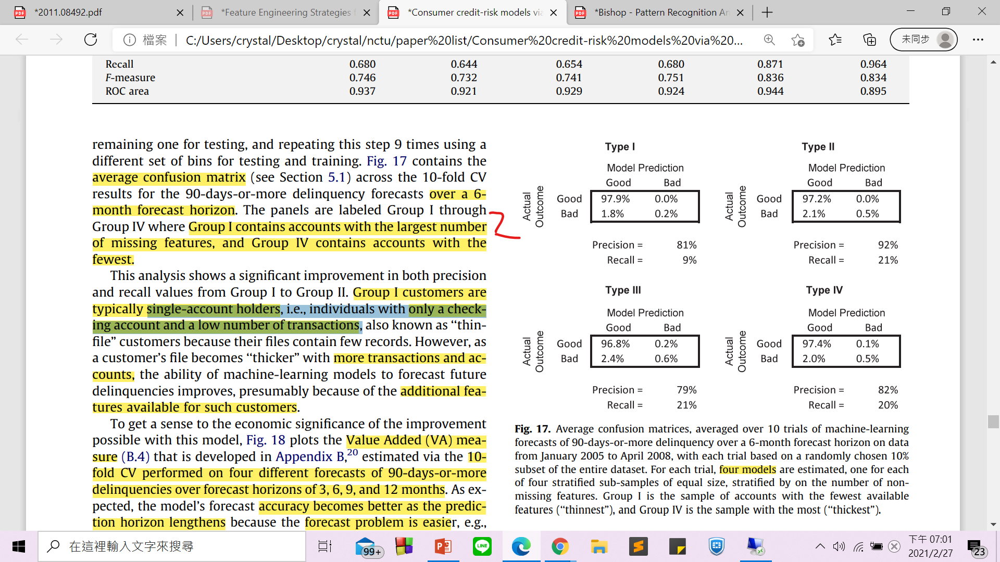 *2011.08492.pdf
*Feature Engineering Strategies f
*Consumer credit-risk models via
*Bishop - Pattern Recognition An
檔案
C:/Users/crystal/Desktop/crystal/nctu/paper%20list/Consumer%20credit-risk%20models%20via%20...
未同步
Recall 0.680 0.644 0.654 0.680 0.871 0.964
F-measure 0.746 0.732 0.741 0.751 0.836 0.834
ROC area 0.937 0.921 0.929 0.924 0.944 0.895
remaining one for testing, and repeating this step 9 times using a
different set of bins for testing and training. Fig. 17 contains the
average confusion matrix (see Section 5.1) across the 10-fold CV
results for the 90-days-or-more delinquency forecasts over a 6-
month forecast horizon. The panels are labeled Group I through
Group IV where Group I contains accounts with the largest number
of missing features, and Group IV contains accounts with the
fewest.
This analysis shows a significant improvement in both precision
and recall values from Group I to Group II. Group I customers are
typically single-account holders, i.e., individuals with only a check-
ing account and a low number of transactions, also known as “thin-
file” customers because their files contain few records. However, as
a customer’s file becomes “thicker” with more transactions and ac-
counts, the ability of machine-learning models to forecast future
delinquencies improves, presumably because of the additional fea-
tures available for such customers.
To get a sense to the economic significance of the improvement
possible with this model, Fig. 18 plots the Value Added (VA) mea-
sure (B.4) that is developed in Appendix B,20 estimated via the 10-
fold CV performed on four different forecasts of 90-days-or-more
delinquencies over forecast horizons of 3, 6, 9, and 12 months. As ex-
pected, the model’s forecast accuracy becomes better as the predic-
tion horizon lengthens because the forecast problem is easier, e.g.,
Type I
Model Prediction
Good Bad
Actual
Outcome
Good 97.9% 0.0%
Bad 1.8% 0.2%
Precision = 81%
Recall = 9%
Type II
Model Prediction
Good Bad
Actual
Outcome
Good 97.2% 0.0%
Bad 2.1% 0.5%
Precision = 92%
Recall = 21%
Type III
Model Prediction
Good Bad
Actual
Outcome
Good 96.8% 0.2%
Bad 2.4% 0.6%
Precision = 79%
Recall = 21%
Type IV
Model Prediction
Good Bad
Actual
Outcome
Good 97.4% 0.1%
Bad 2.0% 0.5%
Precision = 82%
Recall = 20%
Fig. 17. Average confusion matrices, averaged over 10 trials of machine-learning
forecasts of 90-days-or-more delinquency over a 6-month forecast horizon on data
from January 2005 to April 2008, with each trial based on a randomly chosen 10%
subset of the entire dataset. For each trial, four models are estimated, one for each
of four stratified sub-samples of equal size, stratified by on the number of non-
missing features. Group I is the sample of accounts with the fewest available
features (“thinnest”), and Group IV is the sample with the most (“thickest”).
在這裡輸入文字來搜尋
99+
LINE
下午 07:01
2021/2/27
23